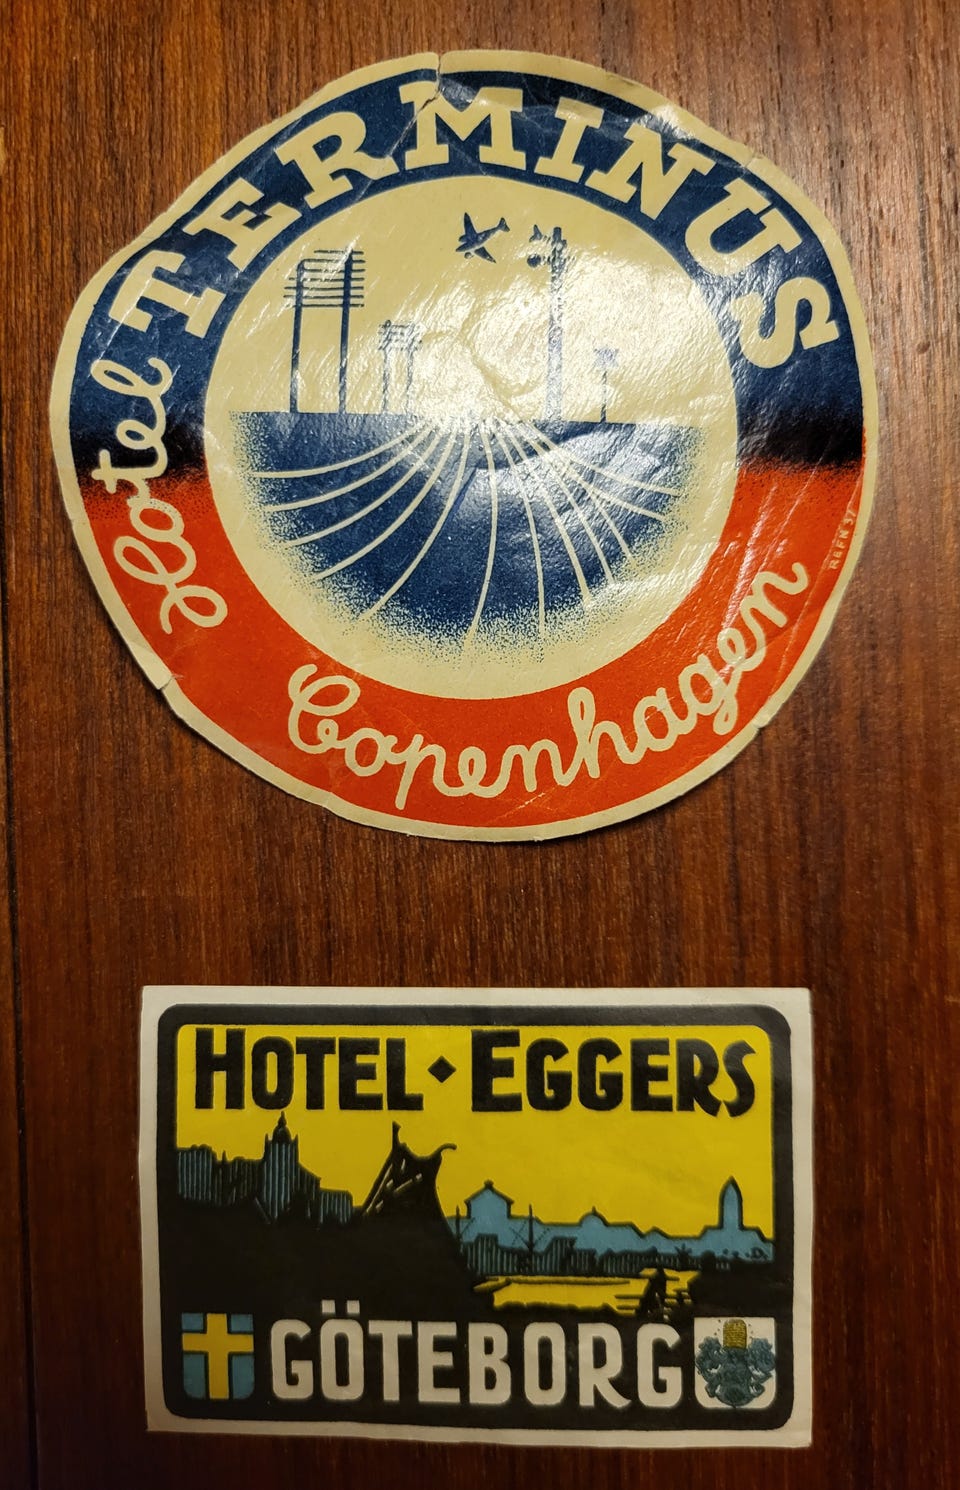 Hotel TERMINUS
Copenhagen
HOTEL · EGGERS
GÖTEBORG